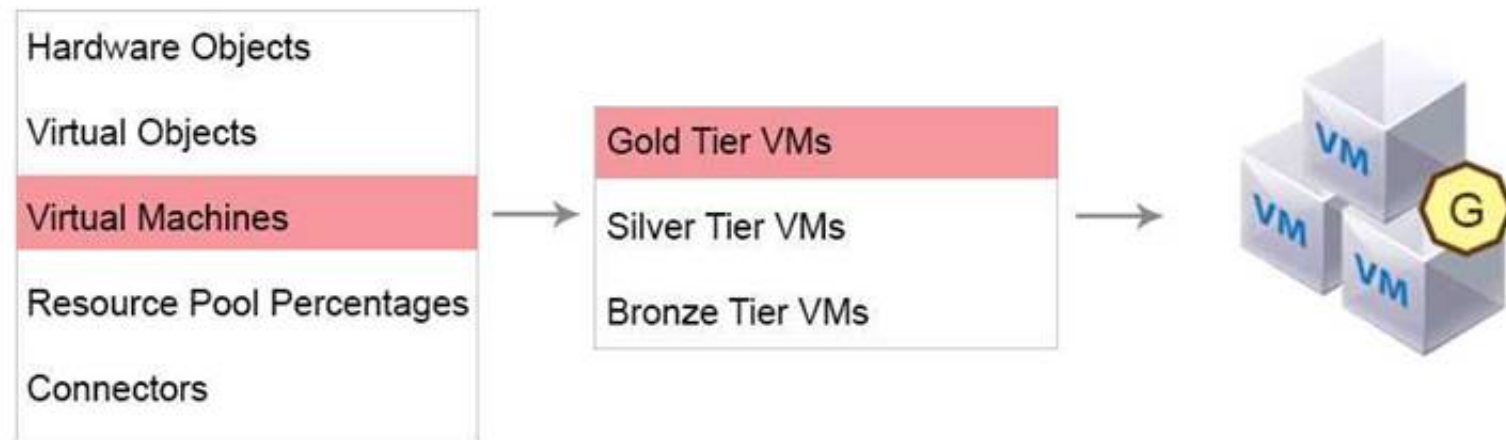 Hardware Objects
Virtual Objects
Virtual Machines
Resource Pool Percentages
Connectors
Gold Tier VMs
Silver Tier VMs
Bronze Tier VMs
VM
VM
VM
G